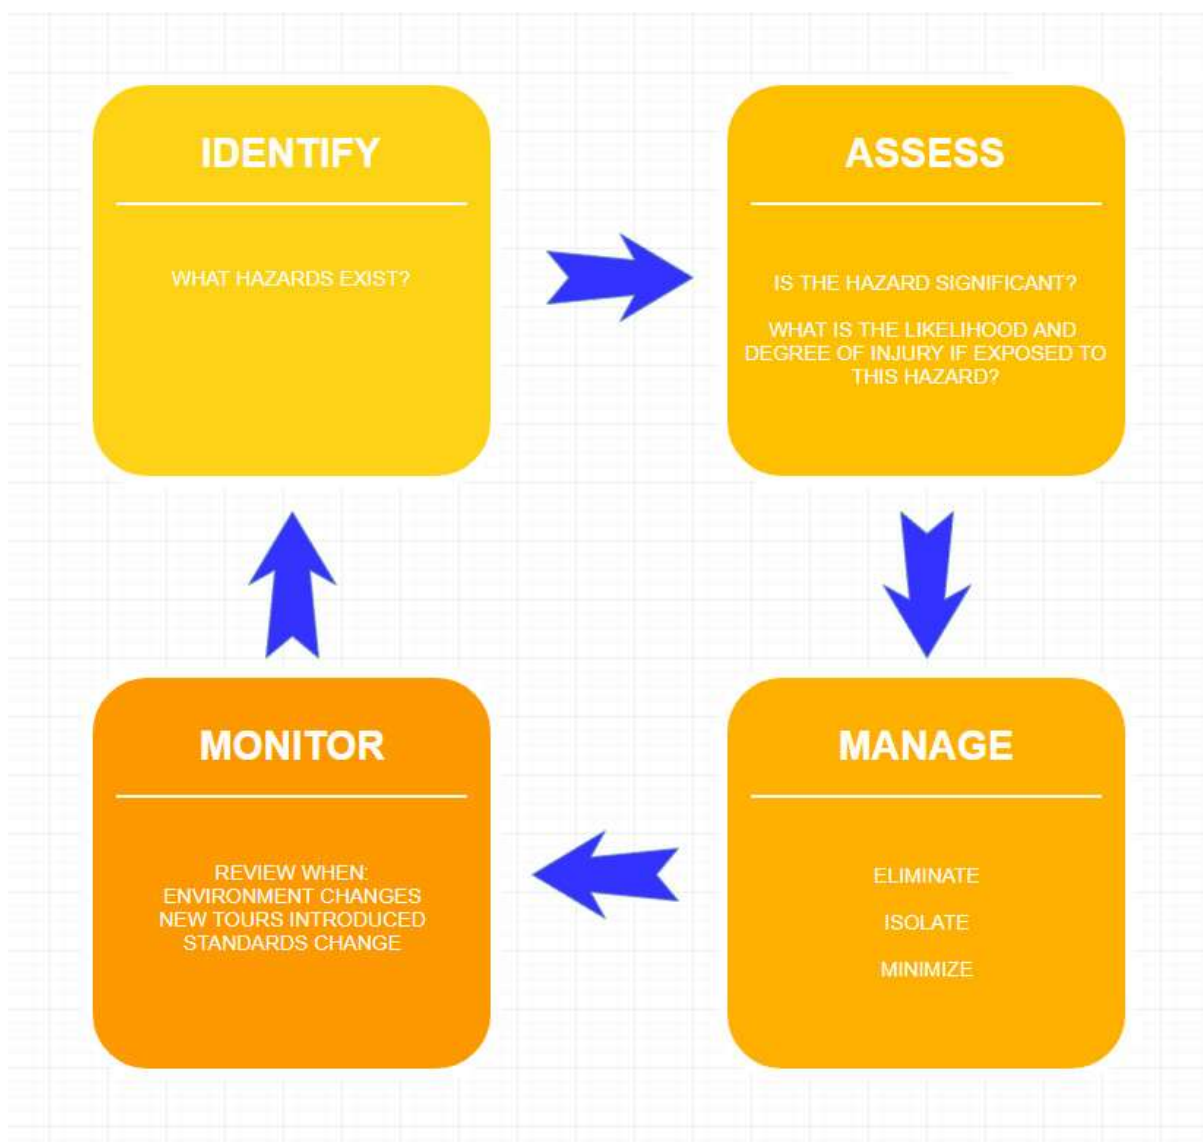 IDENTIFY
WHAT HAZARDS EXIST?
ASSESS
IS THE HAZARD SIGNIFICANT?
WHAT IS THE LIKELIHOOD AND
DEGREE OF INJURY IF EXPOSED TO
THIS HAZARD?
MANAGE
ELIMINATE
ISOLATE
MINIMIZE
MONITOR
REVIEW WHEN:
ENVIRONMENT CHANGES
NEW TOURS INTRODUCED
STANDARDS CHANGE